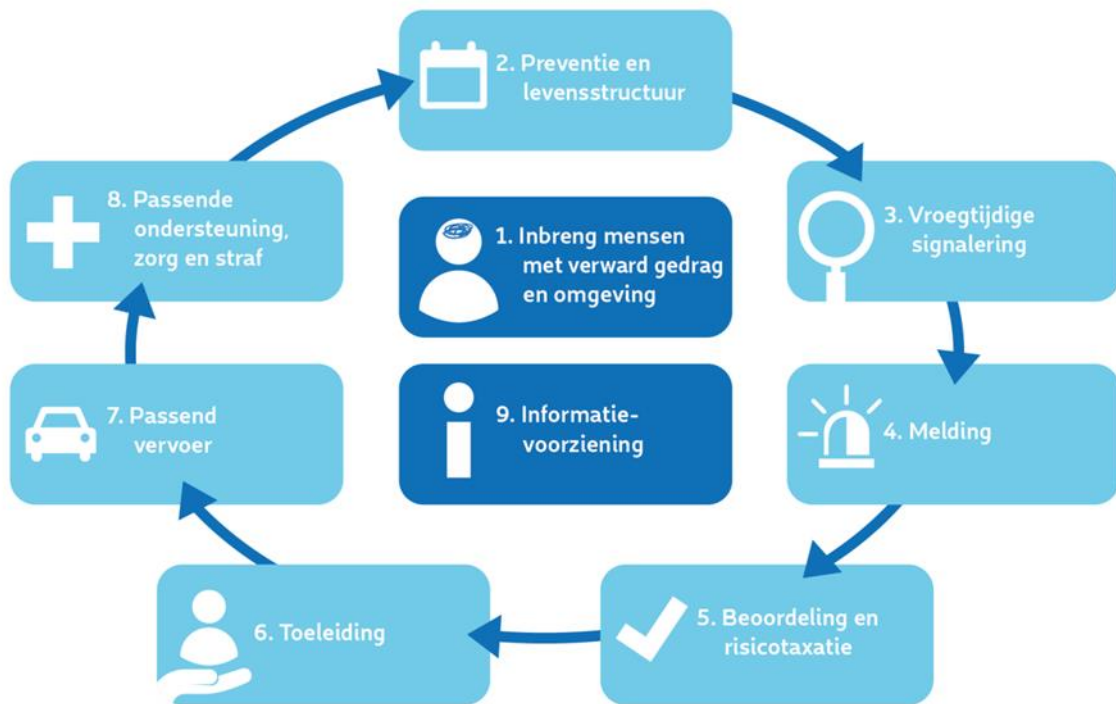 2. Preventie en
levensstructuur
8. Passende
ondersteuning,
zorg en straf
1. Inbreng mensen
met verward gedrag
en omgeving
3. Vroegtijdige
signalering
7. Passend
vervoer
9. Informatie-
voorziening
4. Melding
6. Toeleiding
5. Beoordeling en
risicotaxatie